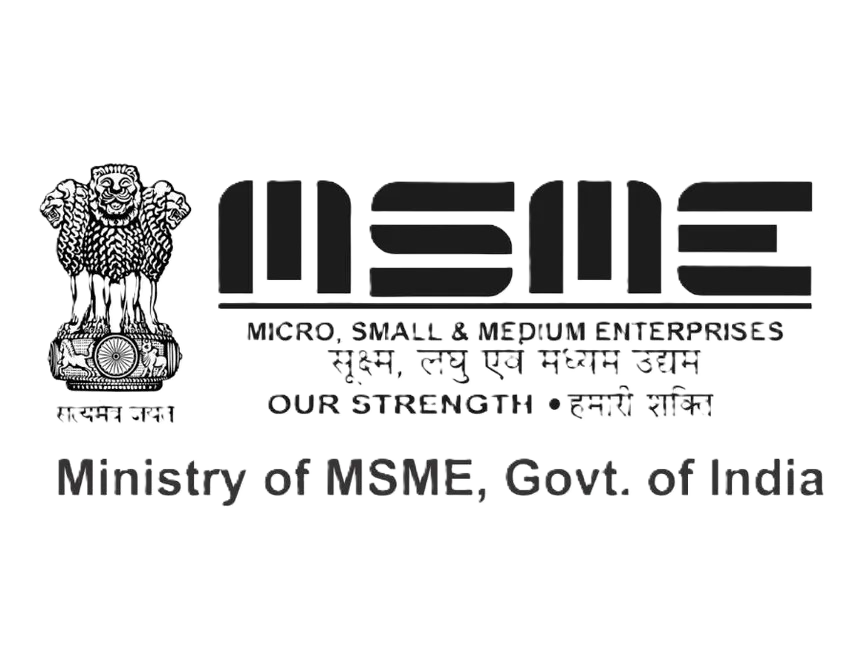 MSME
MICRO, SMALL & MEDIUM ENTERPRISES
सूक्ष्म, लघु एवं मध्यम उद्यम
OUR STRENGTH • हमारी शक्ति
सत्यमेव जयते
Ministry of MSME, Govt. of India